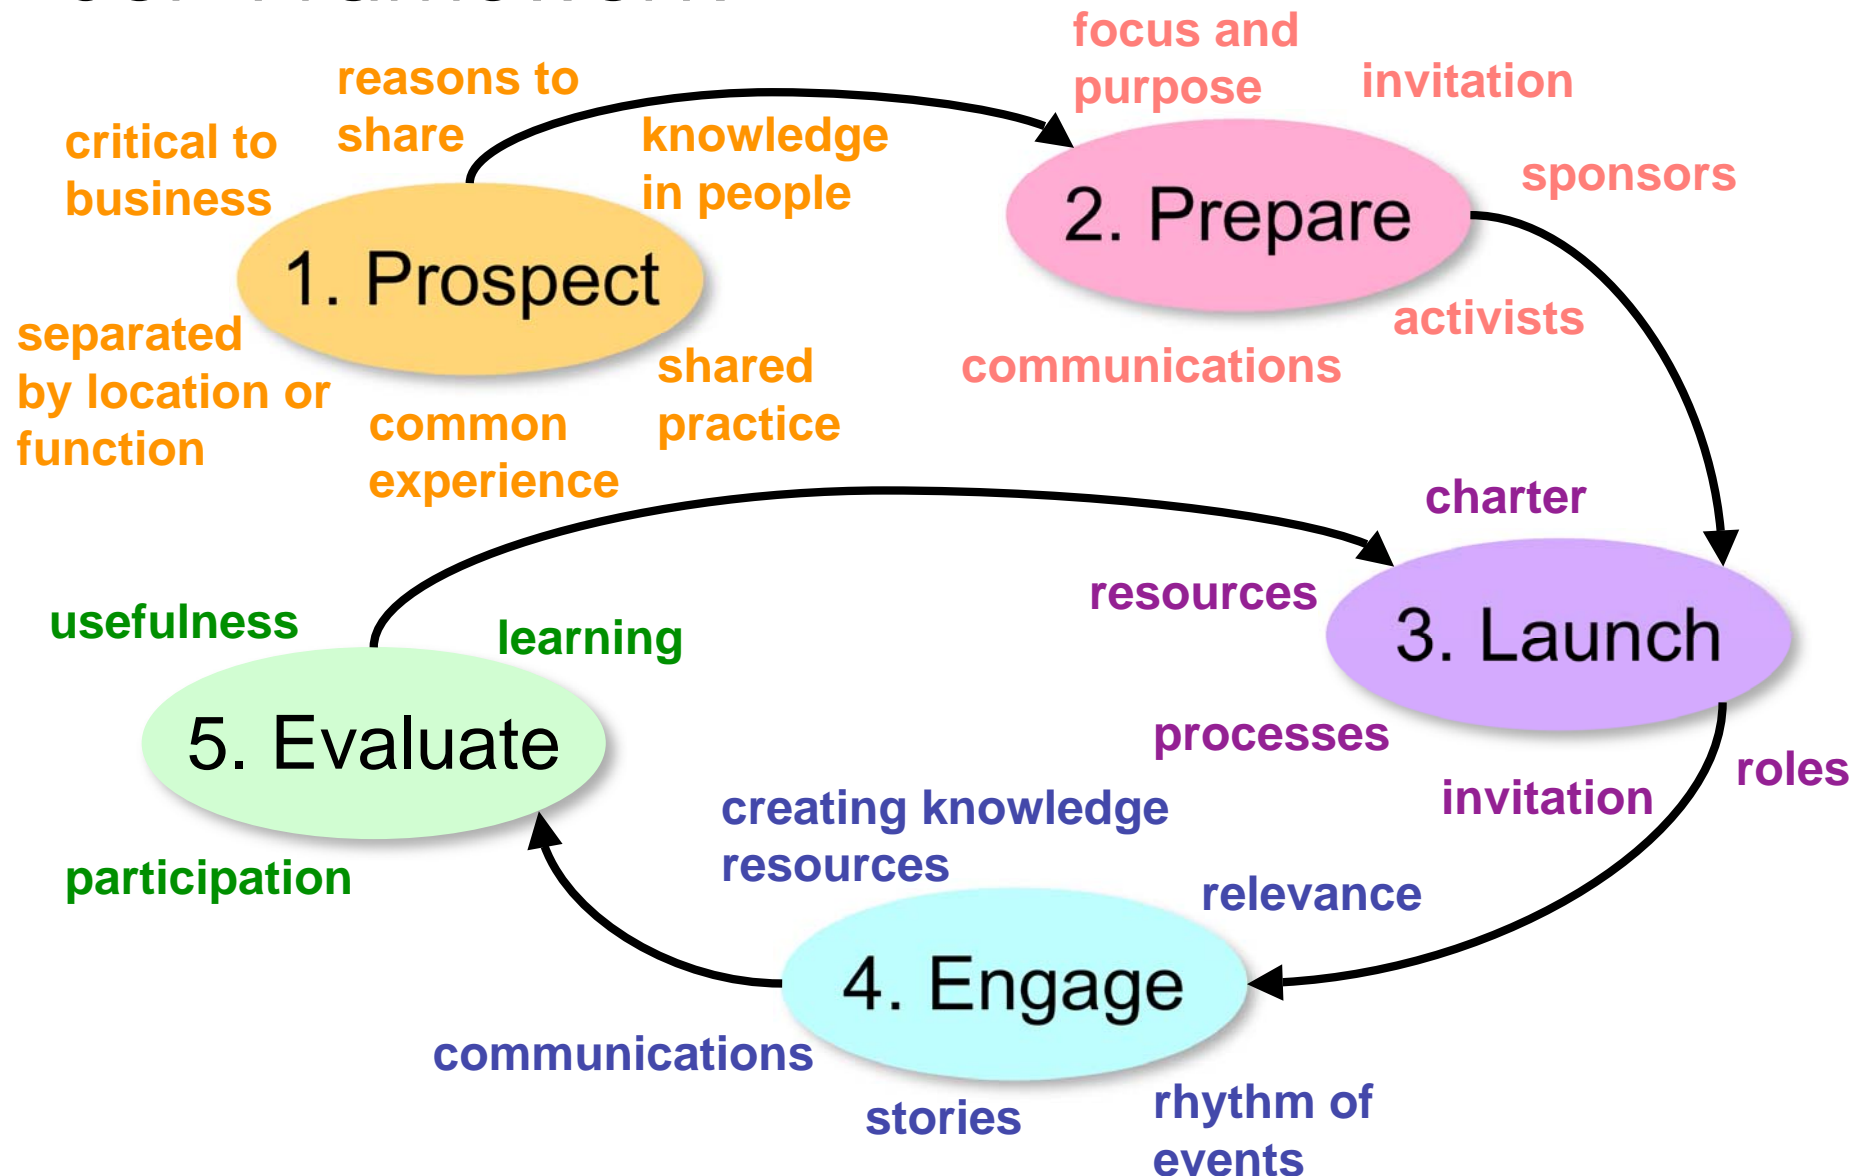 reasons to
share
critical to
business
knowledge
in people
1. Prospect
separated
by location or
function
common
experience
shared
practice
focus and
purpose
invitation
sponsors
2. Prepare
activists
communications
charter
resources
3. Launch
processes
invitation
roles
creating knowledge
resources
relevance
4. Engage
communications
stories
rhythm of
events
usefulness
learning
5. Evaluate
participation